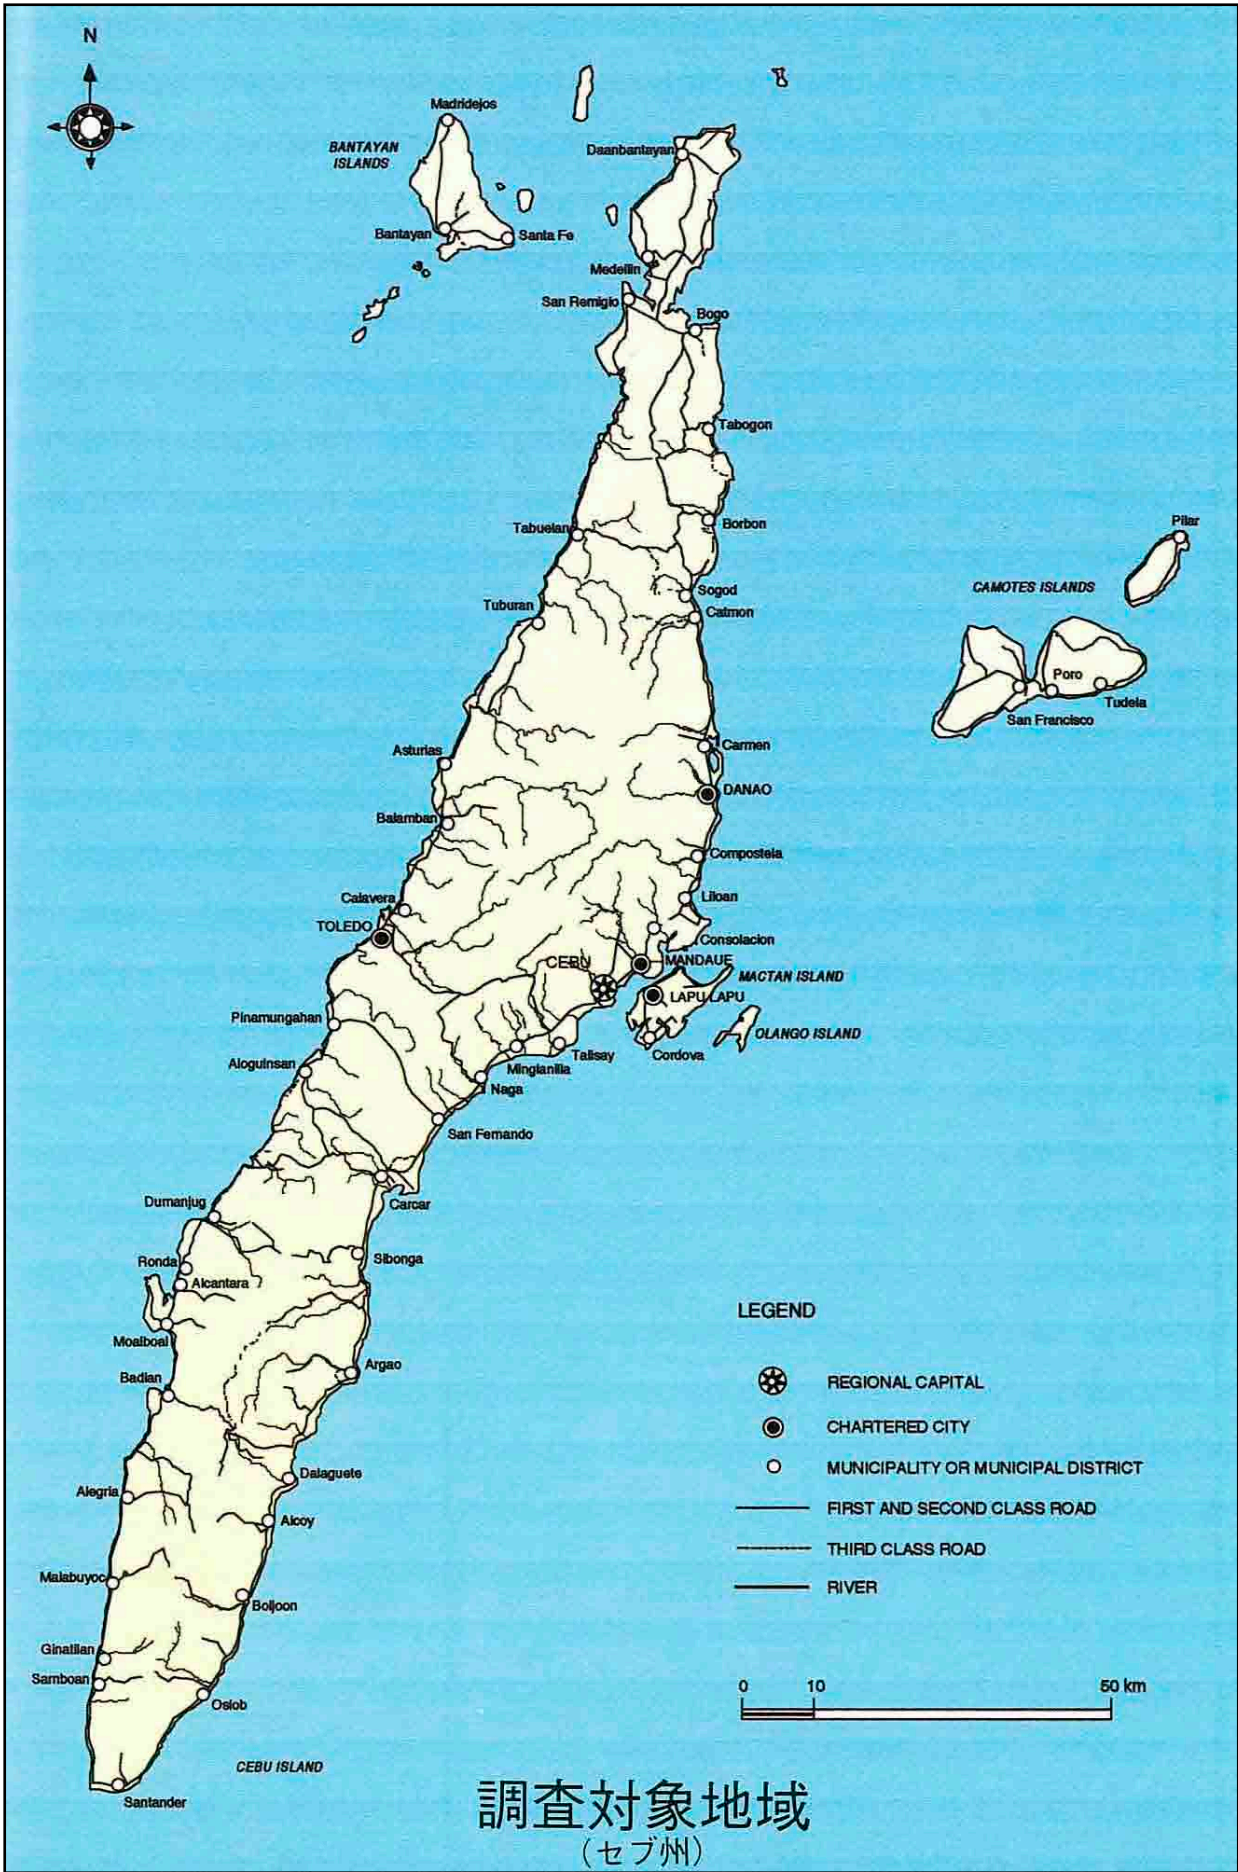 N
Madridejos
BANTAYAN
ISLANDS
Daanbantayan
Bantayan
Santa Fe
Medellin
San Remigio
Bogo
Tabogon
Borbon
Tabuelan
Pilar
CAMOTES ISLANDS
Sogod
Tuburan
Catmon
Poro
Tudela
San Francisco
Carmen
Asturias
DANAO
Balamban
Compostela
Calavera
Liloan
TOLEDO
Consolacion
CEBU
MANDAUE
MACTAN ISLAND
LAPU LAPU
Pinamungahan
OLANGO ISLAND
Talisay
Cordova
Aloguinsan
Minglanilla
Naga
San Fernando
Dumanjug
Carcar
Ronda
Sibonga
Alcantara
LEGEND
Moalboal
Argao
Badian
REGIONAL CAPITAL
CHARTERED CITY
MUNICIPALITY OR MUNICIPAL DISTRICT
Dalaguete
Alegria
FIRST AND SECOND CLASS ROAD
Alcoy
THIRD CLASS ROAD
Malabuyoc
RIVER
Boljoon
Ginatilan
Samboan
0 10 50 km
Oslob
CEBU ISLAND
Santander
調査対象地域
(セブ州)